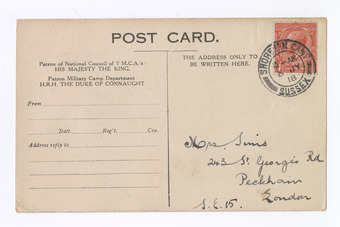 POST CARD.
Patron of National Council of Y.M.C.A.'s:
HIS MAJESTY THE KING.
Patron Military Camp Department:
H.R.H. THE DUKE OF CONNAUGHT
THE ADDRESS ONLY TO
BE WRITTEN HERE.
From
Batt. Reg't. Coy.
Address reply to
SHOREHAM
18
SUSSEX
Mrs Sims
243 St. George's Rd
Peckham
London
S.E. 15.